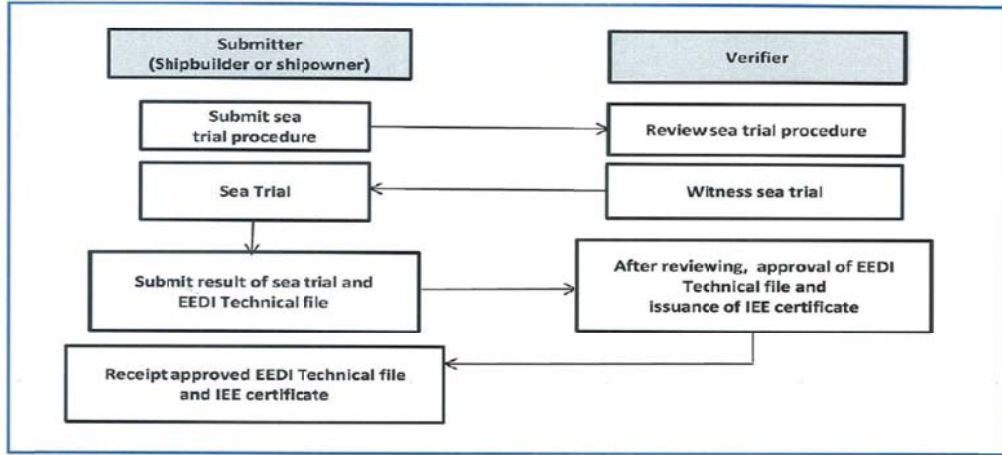 Submitter
(Shipbuilder or shipowner)
Verifier
Submit sea
trial procedure
Review sea trial procedure
Sea Trial
Witness sea trial
Submit result of sea trial and
EEDI Technical file
After reviewing, approval of EEDI
Technical file and
issuance of IEE certificate
Receipt approved EEDI Technical file
and IEE certificate